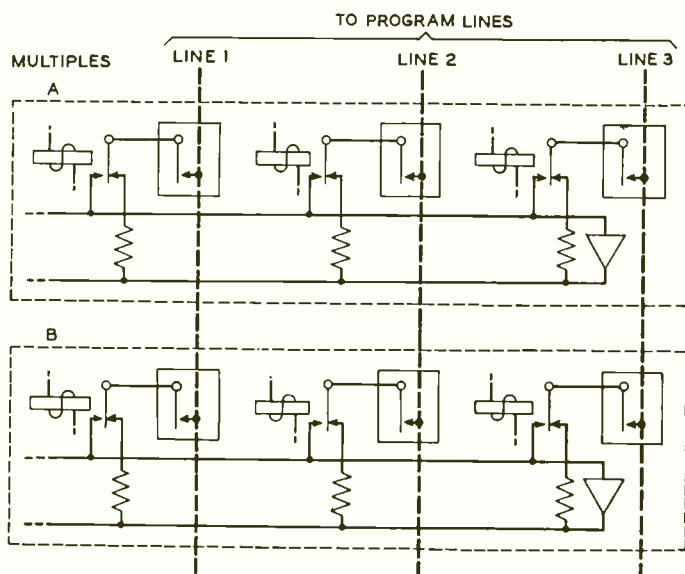 TO PROGRAM LINES
MULTIPLES
LINE 1
LINE 2
LINE 3
A
B